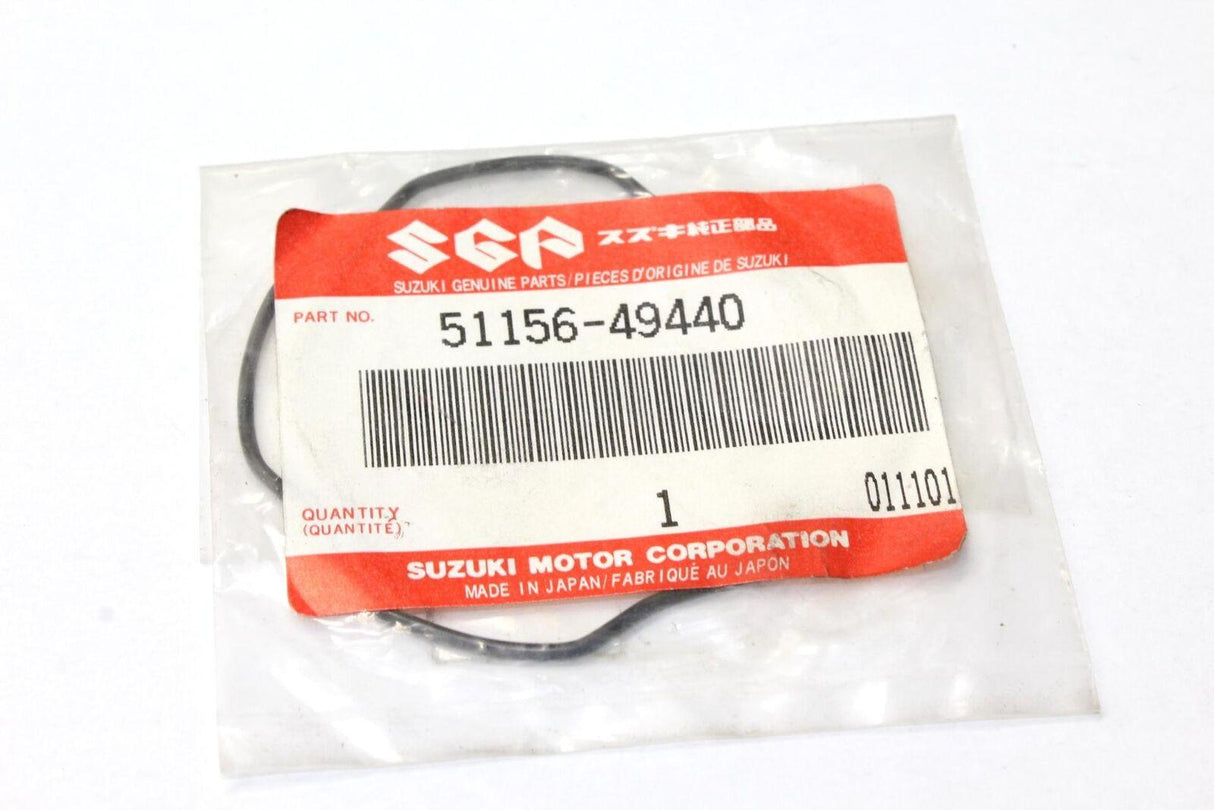 SGP スズキ純正部品
SUZUKI GENUINE PARTS/PIECES D'ORIGINE DE SUZUKI
PART NO. 51156-49440
QUANTITY 1 011101
(QUANTITÉ)
SUZUKI MOTOR CORPORATION
MADE IN JAPAN/FABRIQUÉ AU JAPON